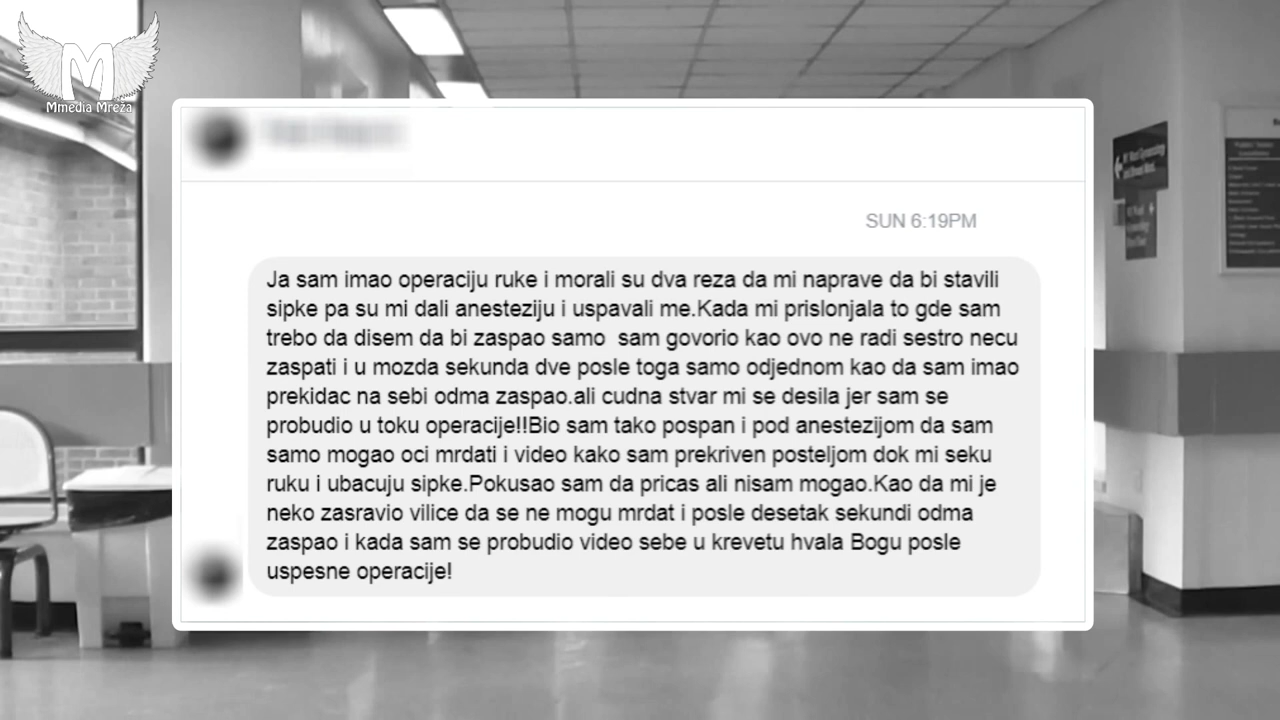 M
Mmedia Mreža
SUN 6:19PM
Ja sam imao operaciju ruke i morali su dva reza da mi naprave da bi stavili
sipke pa su mi dali anesteziju i uspavali me.Kada mi prislonjala to gde sam
trebo da disem da bi zaspao samo  sam govorio kao ovo ne radi sestro necu
zaspati i u mozda sekunda dve posle toga samo odjednom kao da sam imao
prekidac na sebi odma zaspao.ali cudna stvar mi se desila jer sam se
probudio u toku operacije!!Bio sam tako pospan i pod anestezijom da sam
samo mogao oci mrdati i video kako sam prekriven posteljom dok mi seku
ruku i ubacuju sipke.Pokusao sam da pricas ali nisam mogao.Kao da mi je
neko zasravio vilice da se ne mogu mrdat i posle desetak sekundi odma
zaspao i kada sam se probudio video sebe u krevetu hvala Bogu posle
uspesne operacije!